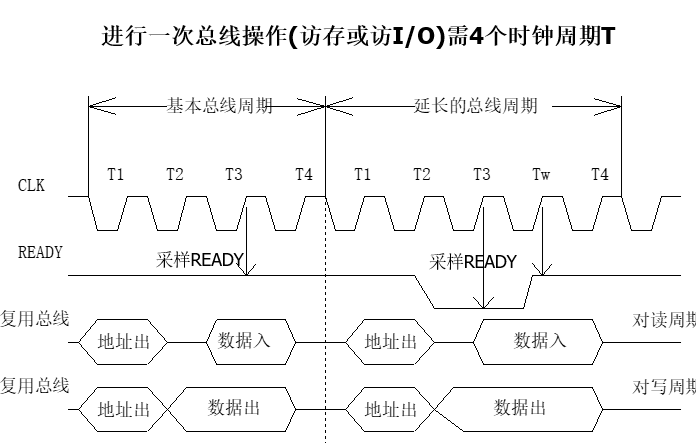 进行一次总线操作(访存或访I/O)需4个时钟周期T
基本总线周期 延长的总线周期
T1 T2 T3 T4 T1 T2 T3 Tw T4
CLK
READY
采样READY 采样READY
复用总线 对读周期
地址出 数据入 地址出 数据入
复用总线 对写周期
地址出 数据出 地址出 数据出